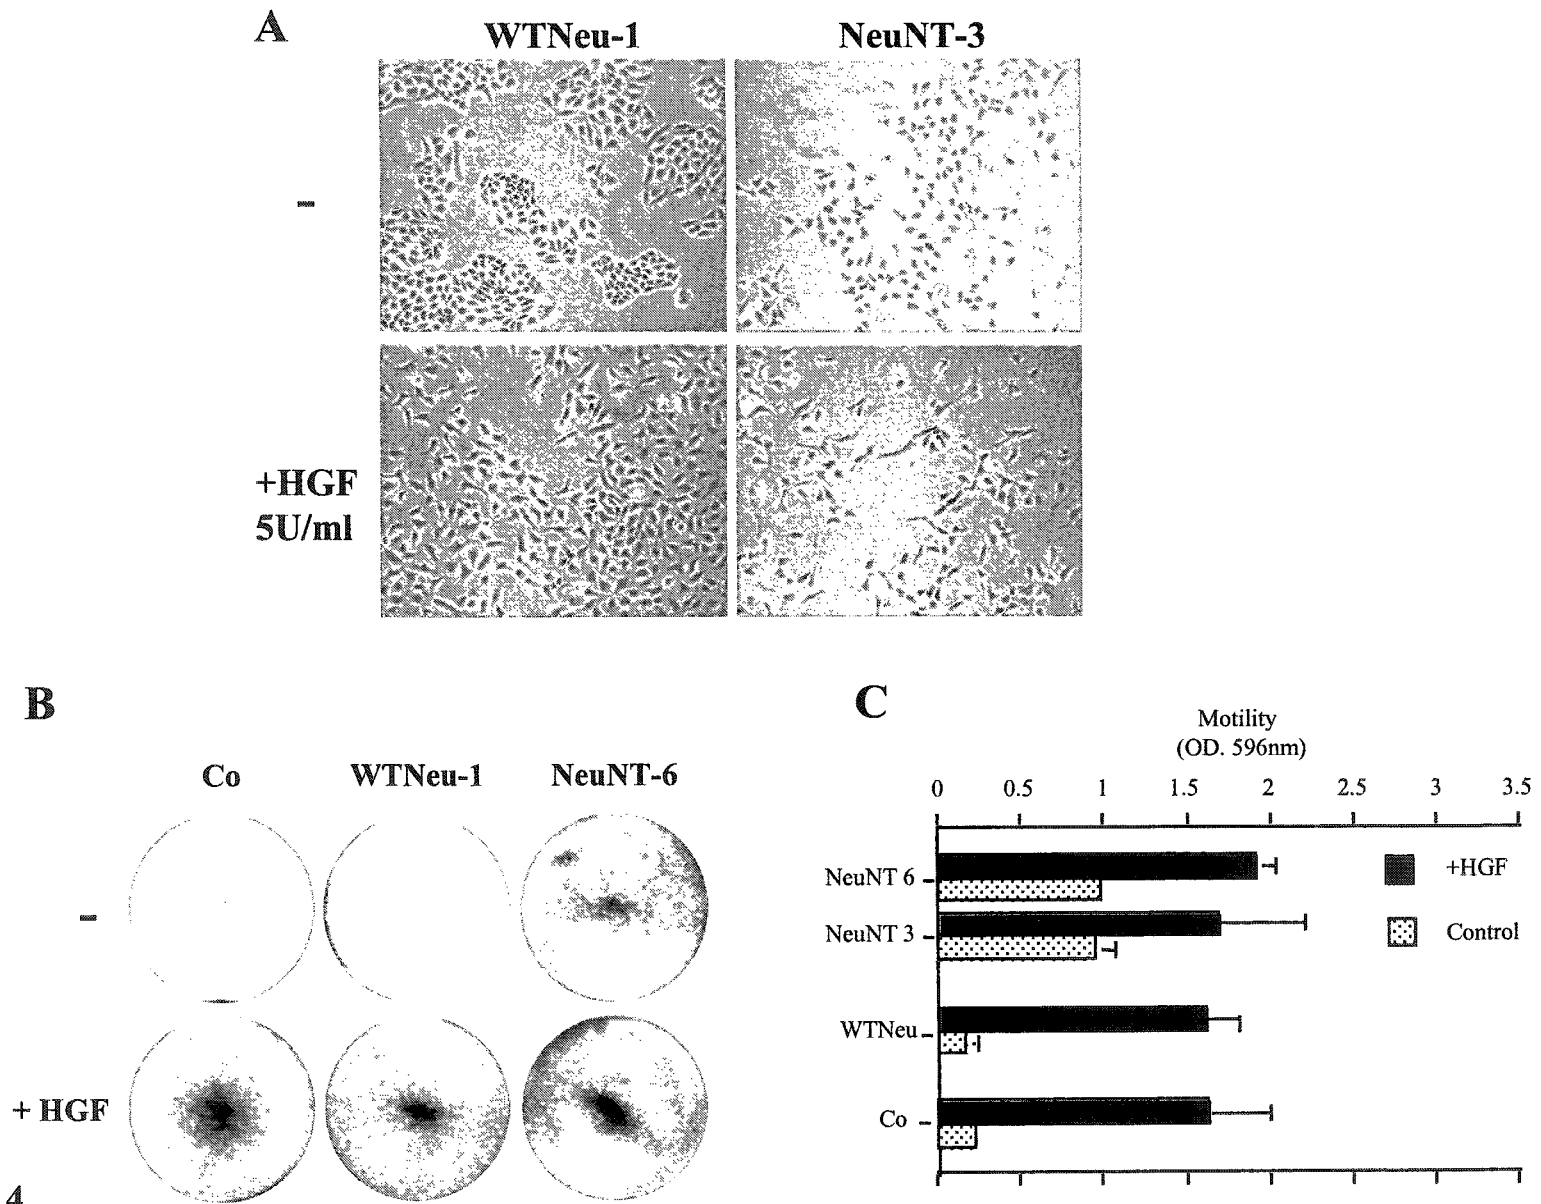 A
WTNeu-1 NeuNT-3
-
+HGF
5U/ml
B
Co WTNeu-1 NeuNT-6
-
+ HGF
C
Motility
(OD. 596nm)
0 0.5 1 1.5 2 2.5 3 3.5
NeuNT 6
+HGF
NeuNT 3
Control
WTNeu
Co
4